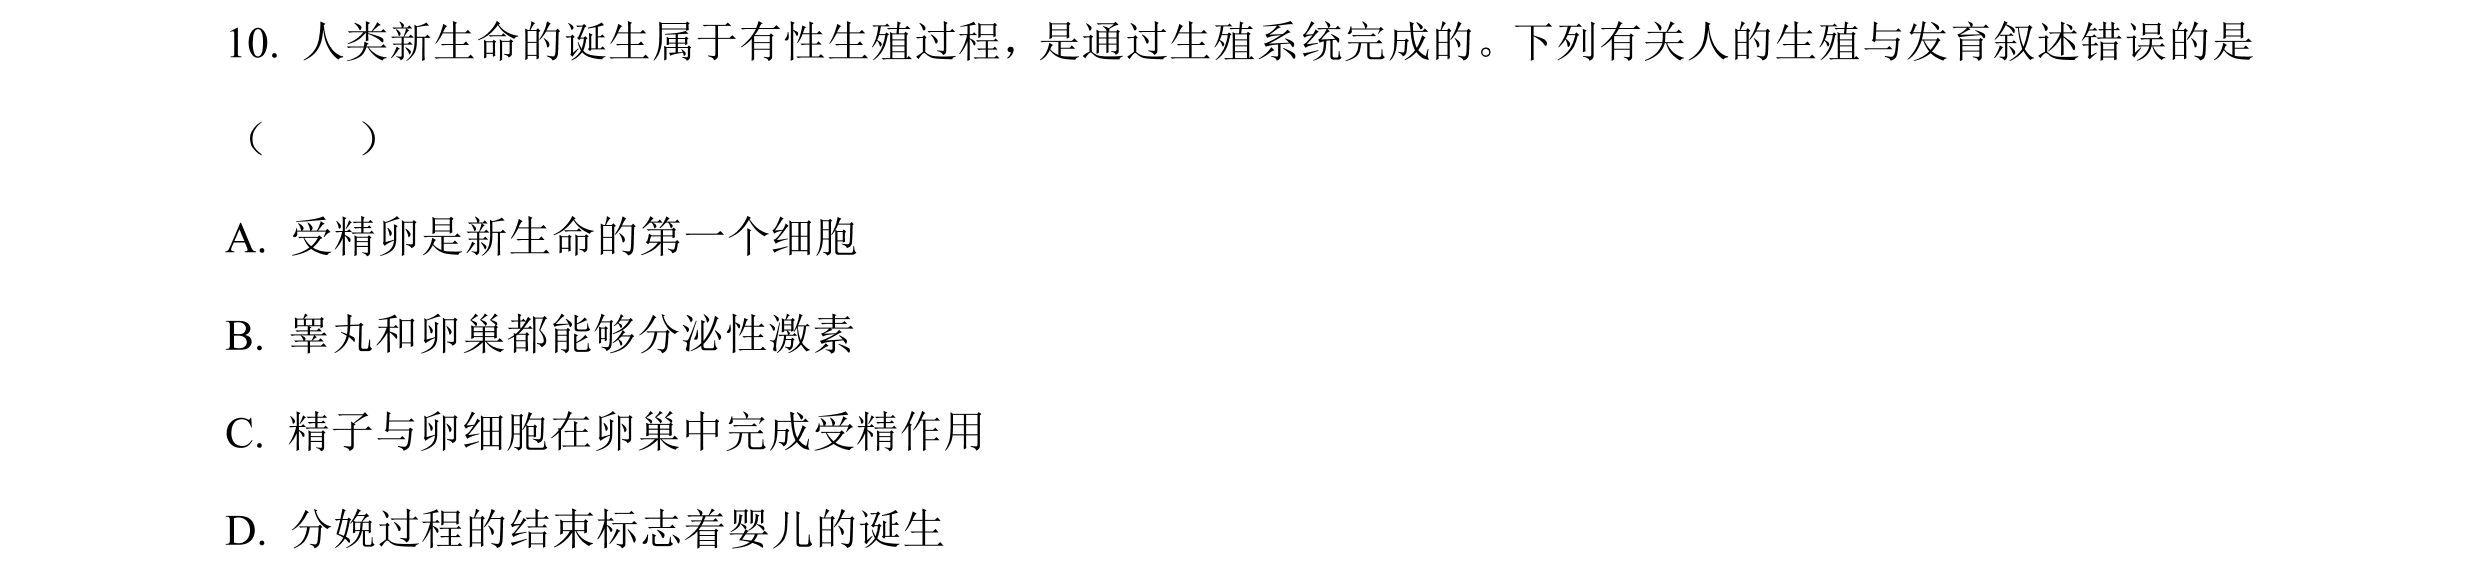 10. 人类新生命的诞生属于有性生殖过程，是通过生殖系统完成的。下列有关人的生殖与发育叙述错误的是
（　　）
A. 受精卵是新生命的第一个细胞
B. 睾丸和卵巢都能够分泌性激素
C. 精子与卵细胞在卵巢中完成受精作用
D. 分娩过程的结束标志着婴儿的诞生